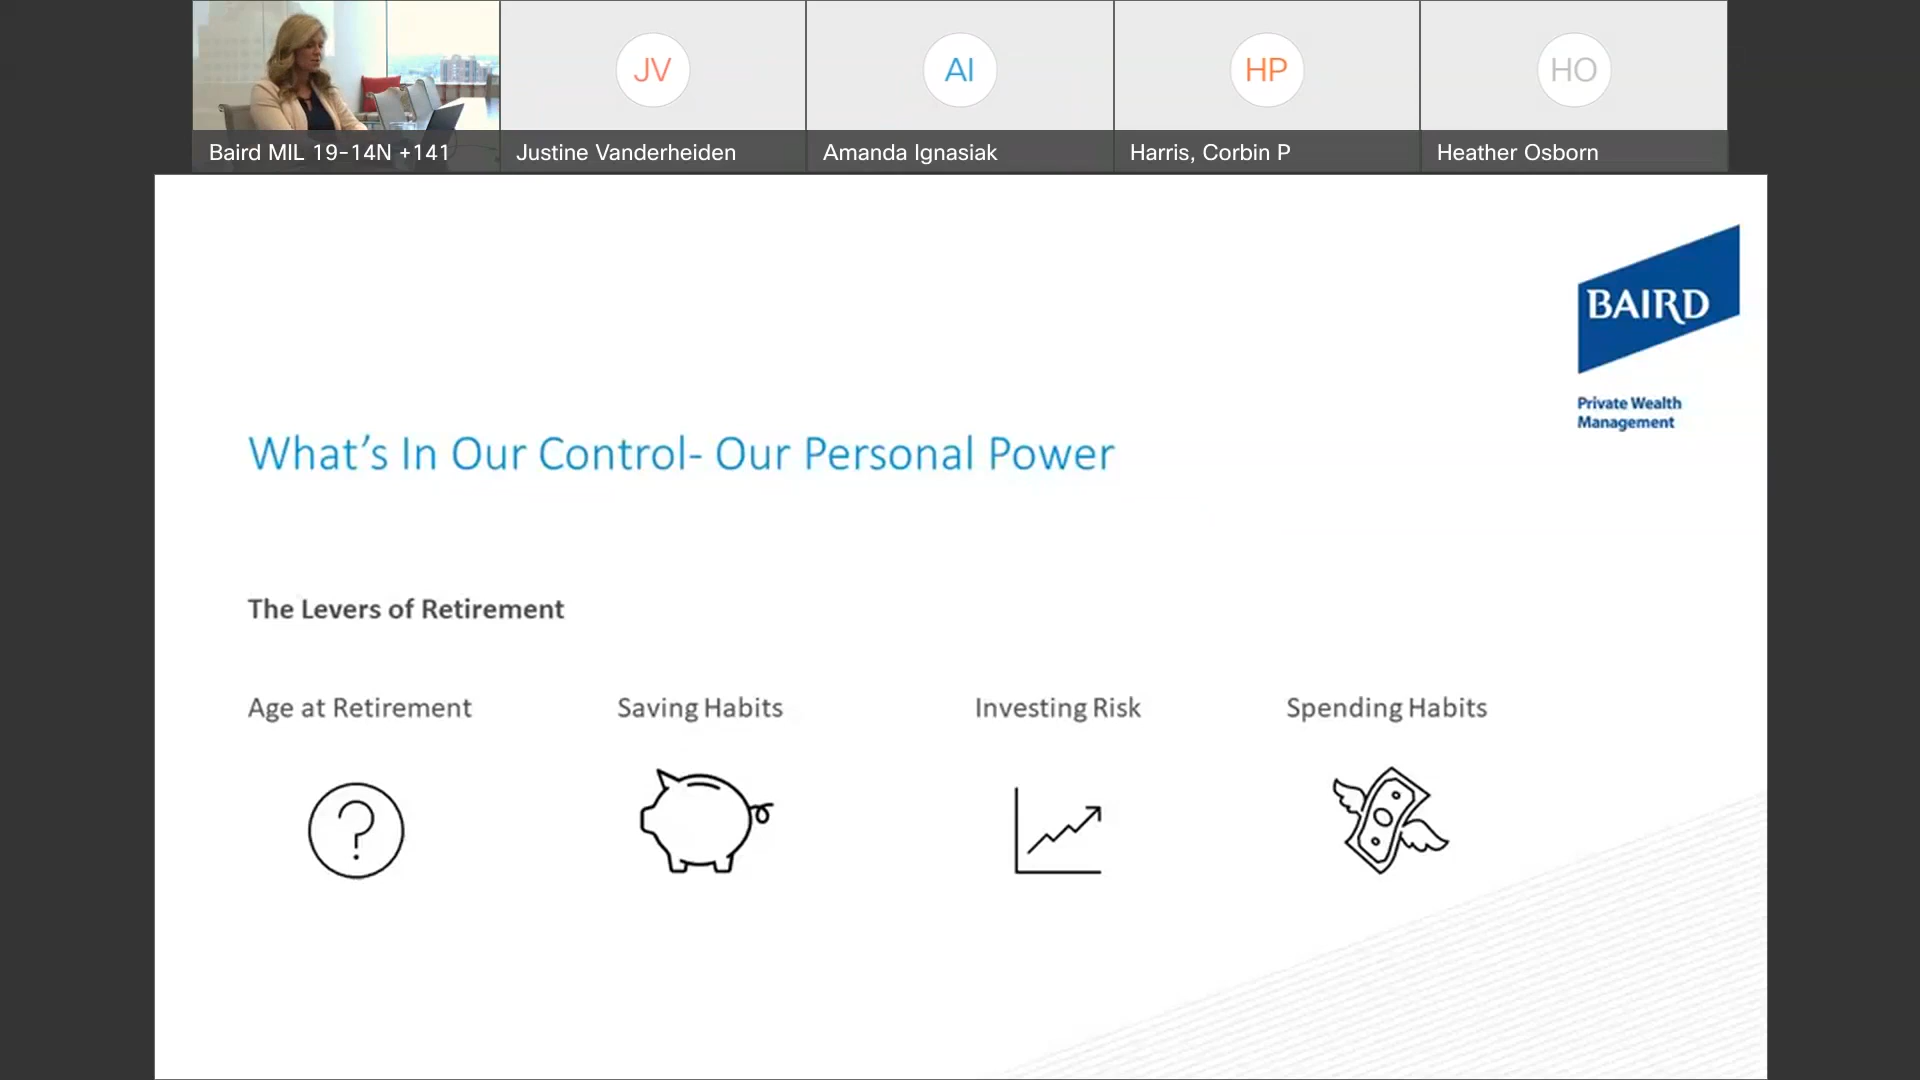 JV
AI
HP
HO
Baird MIL 19-14N +141
Justine Vanderheiden
Amanda Ignasiak
Harris, Corbin P
Heather Osborn
BAIRD
Private Wealth
Management
What's In Our Control- Our Personal Power
The Levers of Retirement
Age at Retirement
Saving Habits
Investing Risk
Spending Habits
?